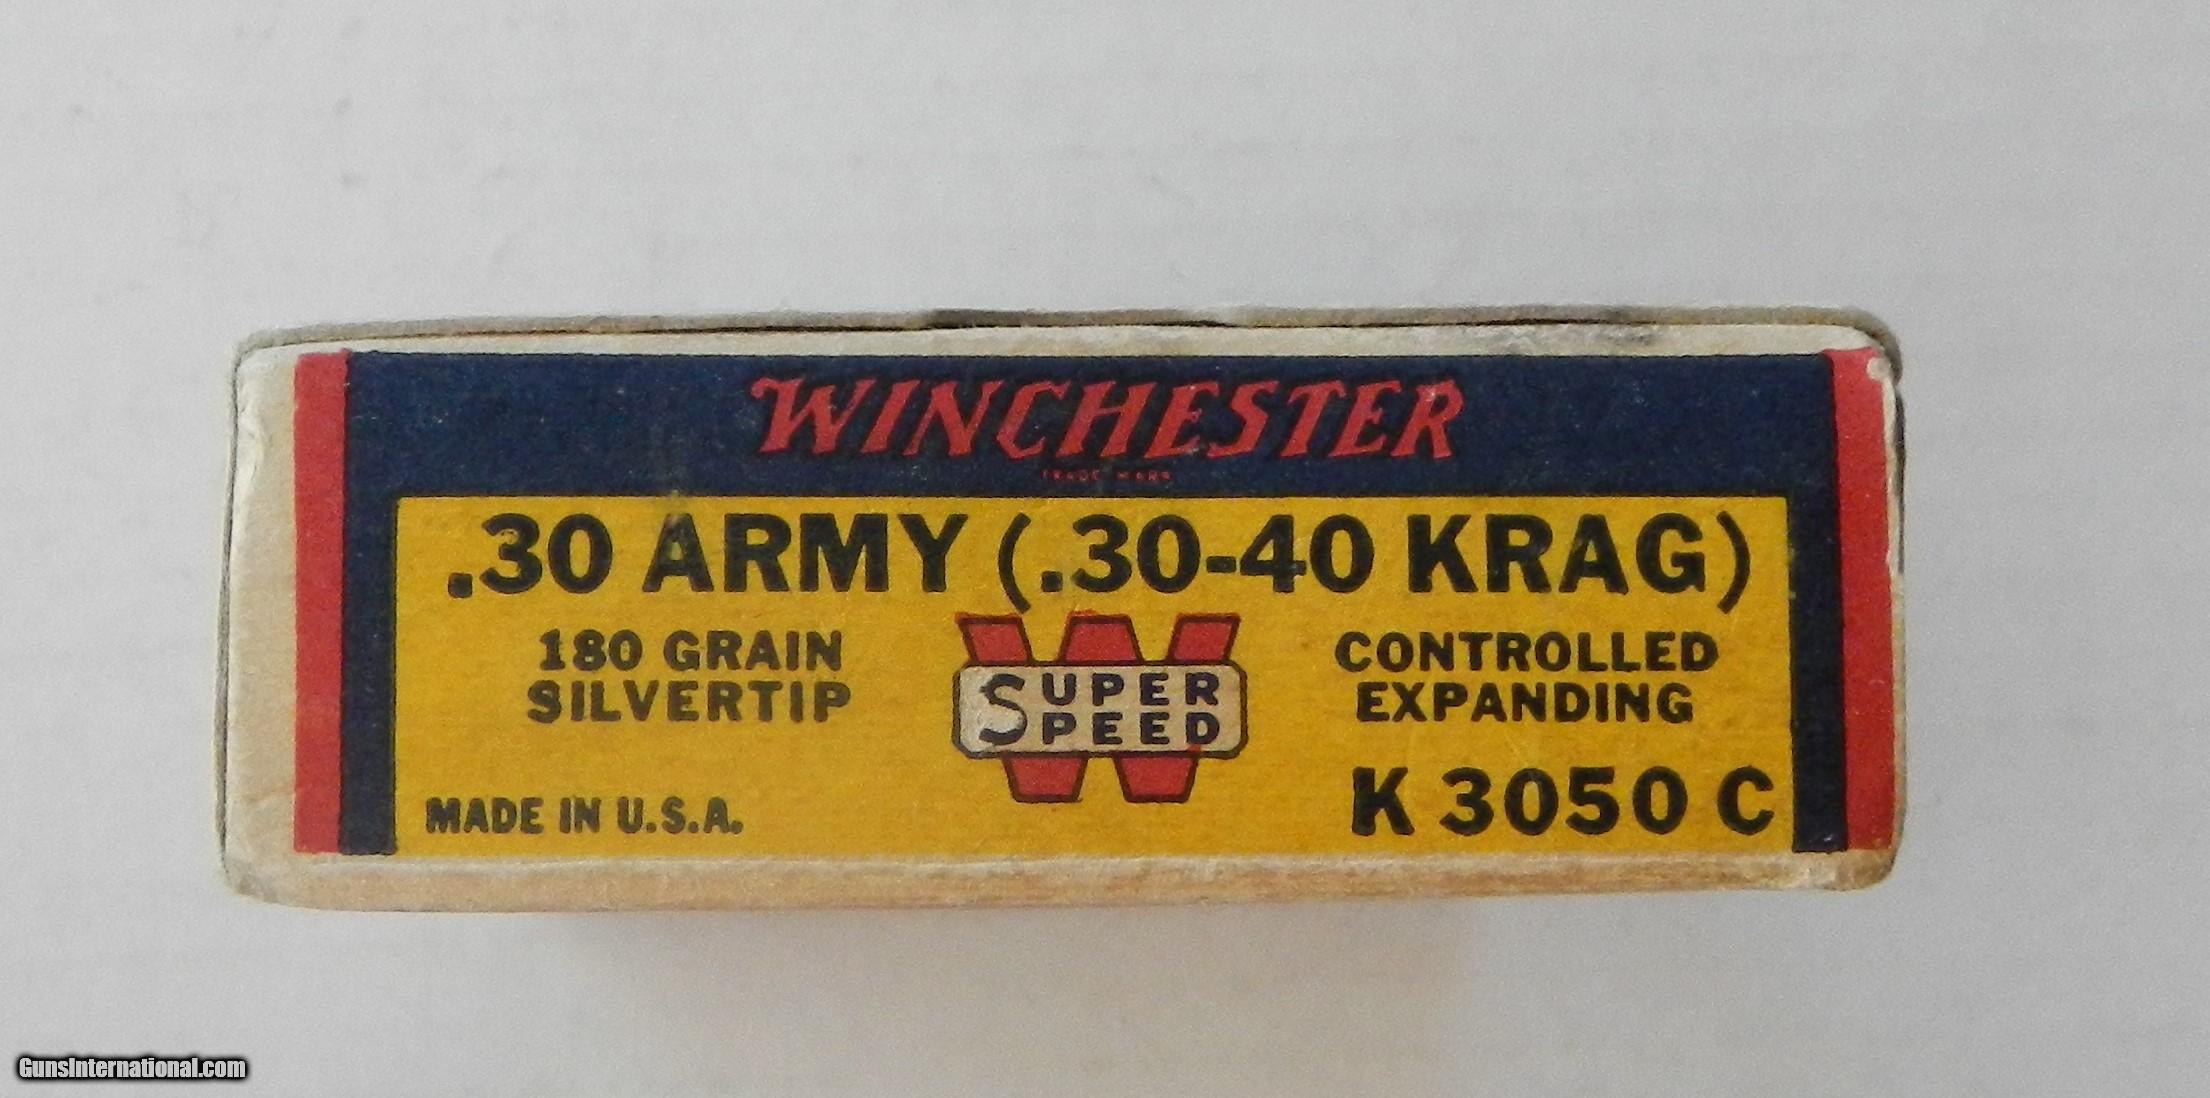 WINCHESTER
TRADE MARK
.30 ARMY (.30-40 KRAG)
180 GRAIN
SILVERTIP
SUPER
SPEED
CONTROLLED
EXPANDING
MADE IN U.S.A.
K 3050 C
GunsInternational.com